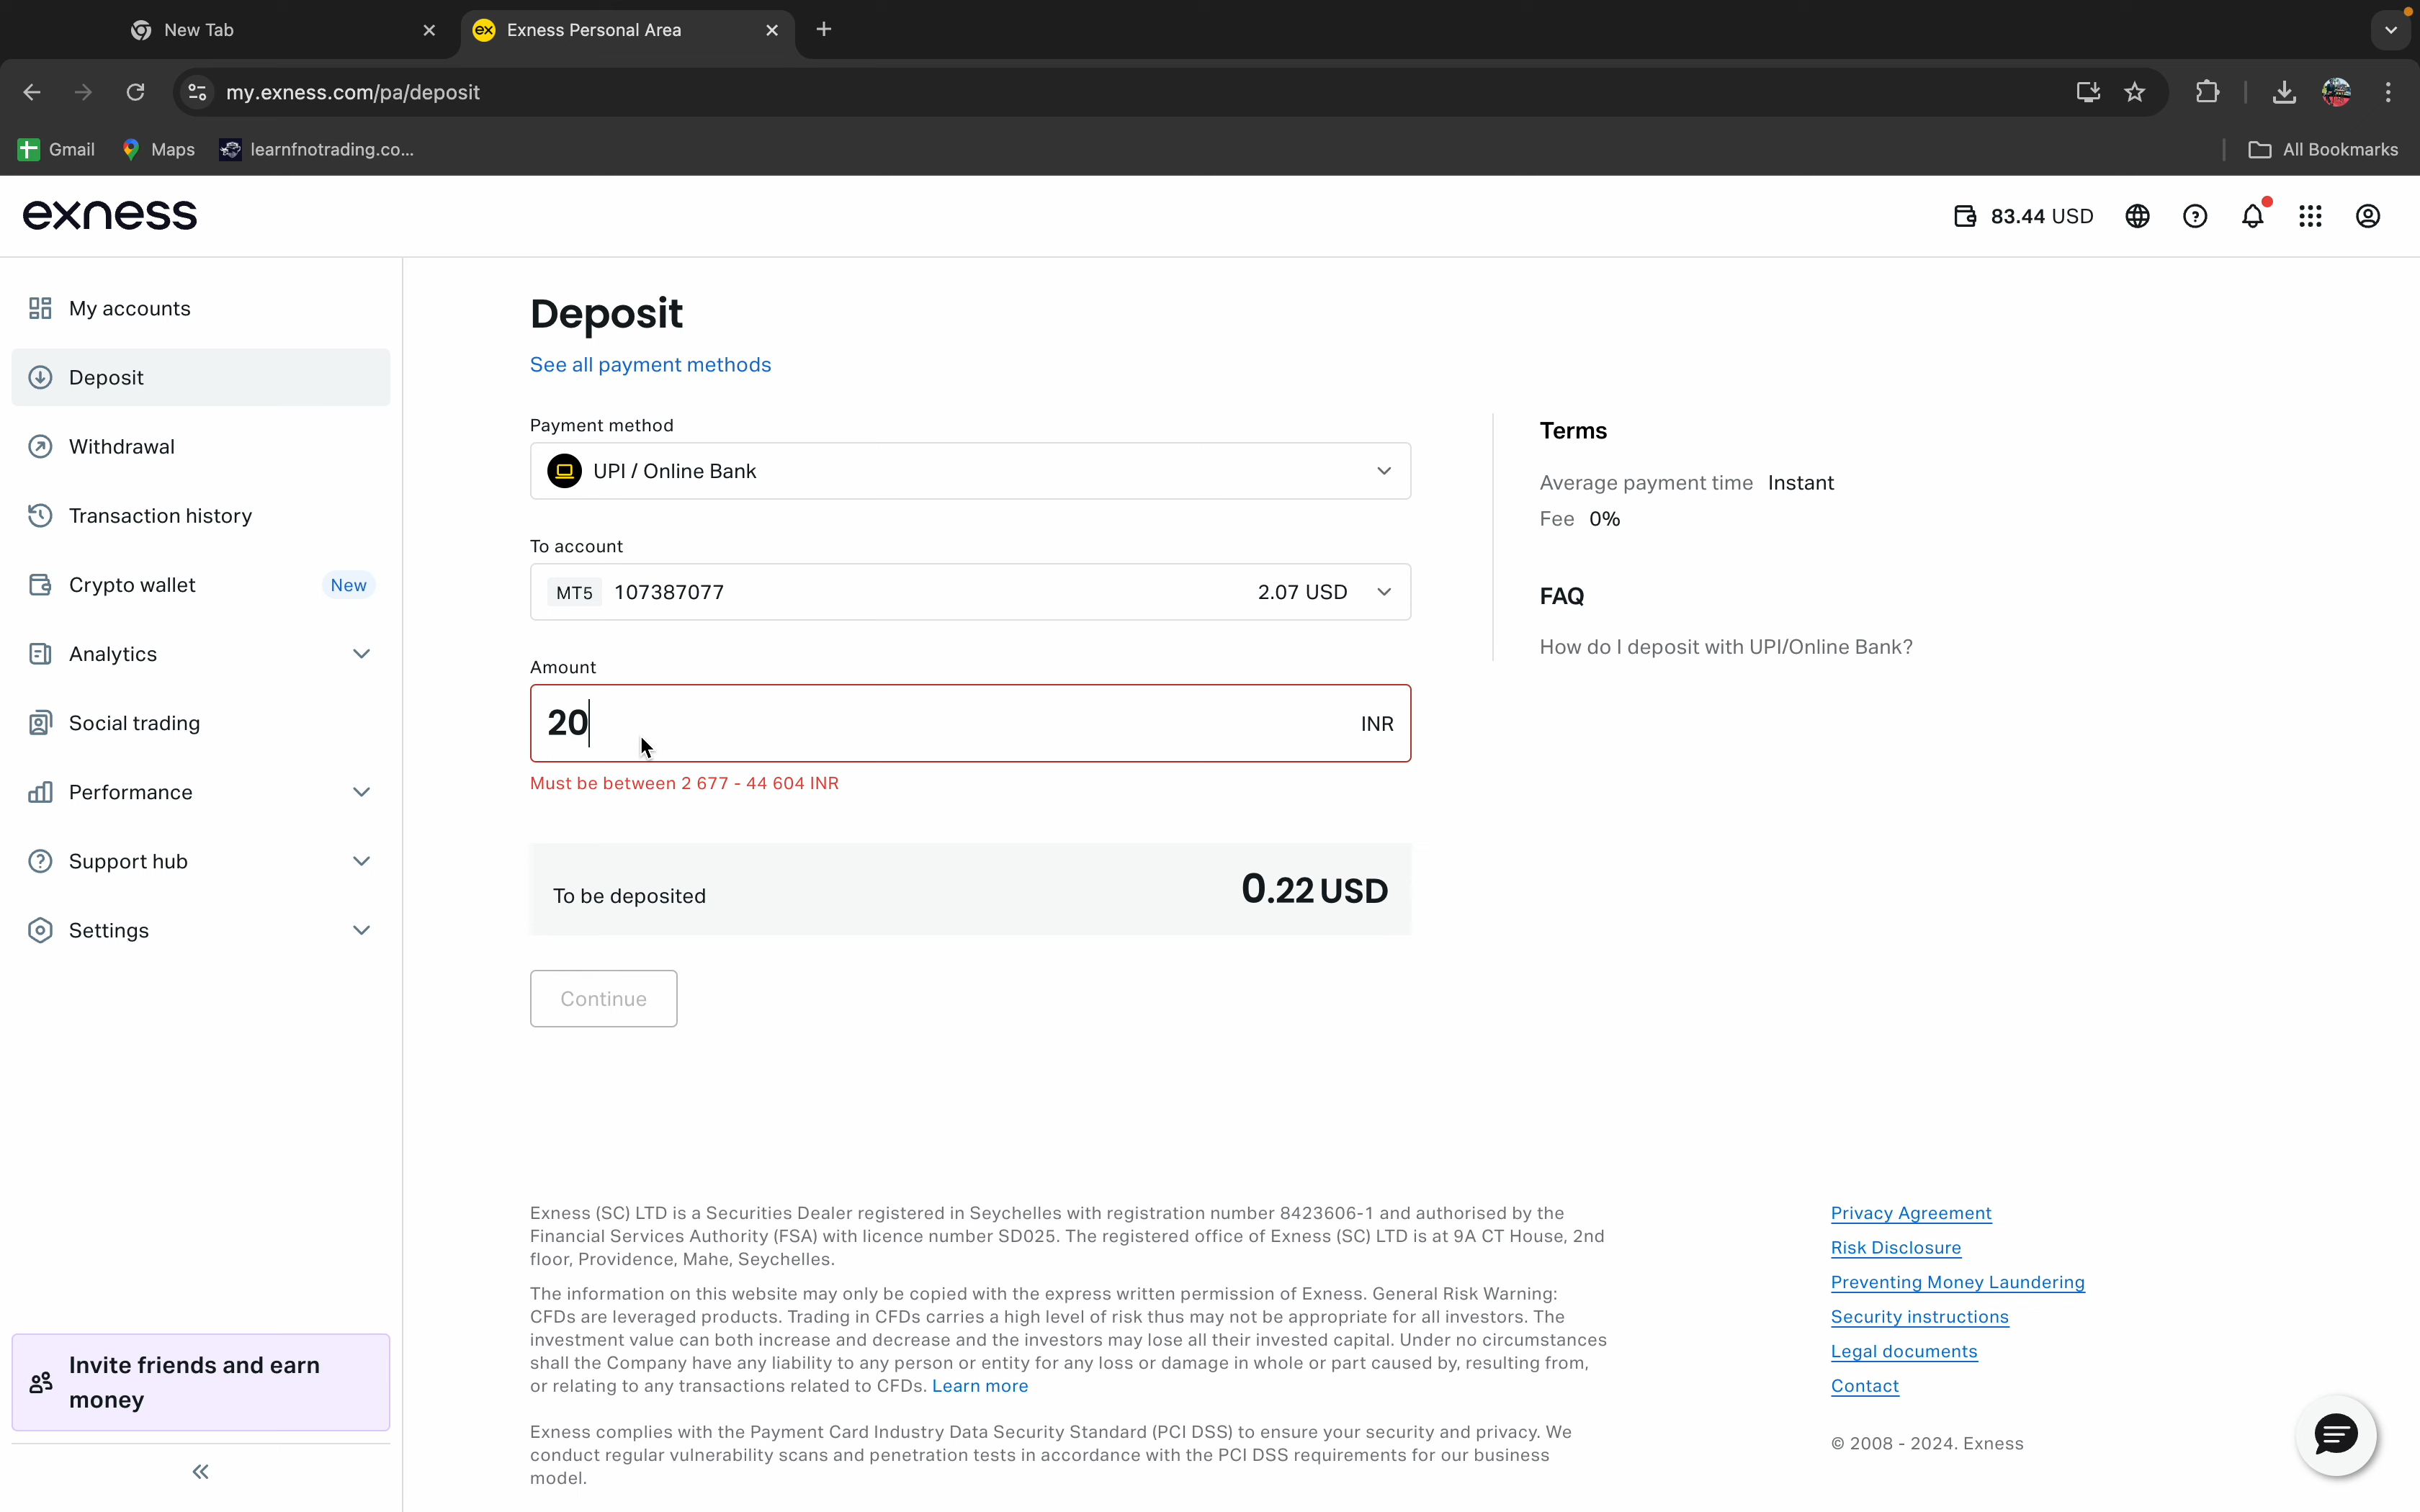 New Tab
Exness Personal Area
my.exness.com/pa/deposit
Gmail
Maps
learnfnotrading.co...
All Bookmarks
exness
83.44 USD
My accounts
Deposit
Withdrawal
Transaction history
Crypto wallet
New
Analytics
Social trading
Performance
Support hub
Settings
Invite friends and earn
money
Deposit
See all payment methods
Payment method
UPI / Online Bank
To account
MT5 107387077 2.07 USD
Amount
20 INR
Must be between 2 677 - 44 604 INR
To be deposited 0.22 USD
Continue
Terms
Average payment time Instant
Fee 0%
FAQ
How do I deposit with UPI/Online Bank?
Exness (SC) LTD is a Securities Dealer registered in Seychelles with registration number 8423606-1 and authorised by the
Financial Services Authority (FSA) with licence number SD025. The registered office of Exness (SC) LTD is at 9A CT House, 2nd
floor, Providence, Mahe, Seychelles.
The information on this website may only be copied with the express written permission of Exness. General Risk Warning:
CFDs are leveraged products. Trading in CFDs carries a high level of risk thus may not be appropriate for all investors. The
investment value can both increase and decrease and the investors may lose all their invested capital. Under no circumstances
shall the Company have any liability to any person or entity for any loss or damage in whole or part caused by, resulting from,
or relating to any transactions related to CFDs. Learn more
Exness complies with the Payment Card Industry Data Security Standard (PCI DSS) to ensure your security and privacy. We
conduct regular vulnerability scans and penetration tests in accordance with the PCI DSS requirements for our business
model.
Privacy Agreement
Risk Disclosure
Preventing Money Laundering
Security instructions
Legal documents
Contact
© 2008 - 2024. Exness